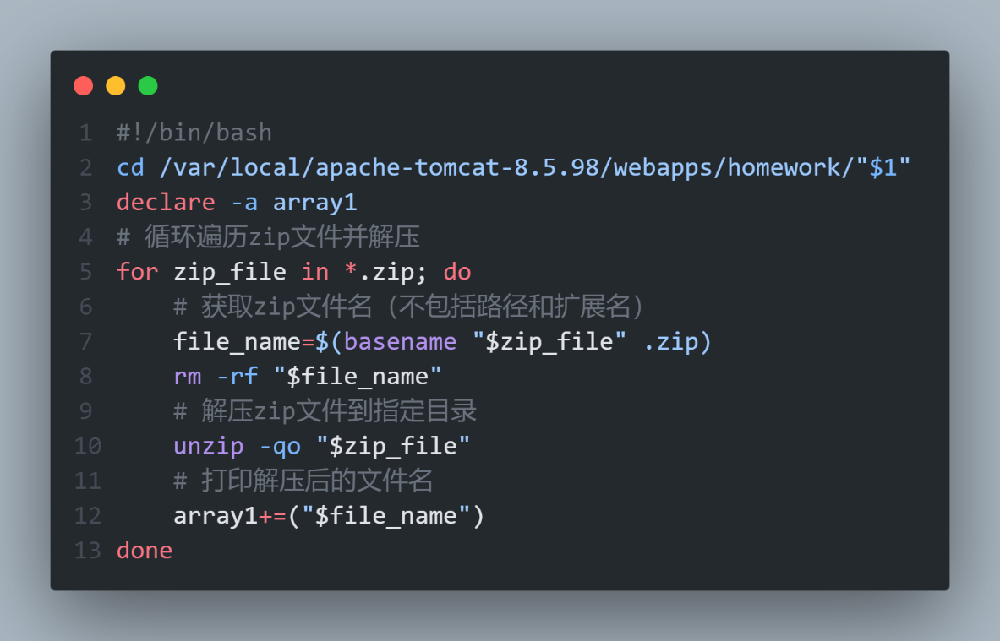 1 #!/bin/bash
2 cd /var/local/apache-tomcat-8.5.98/webapps/homework/"$1"
3 declare -a array1
4 # 循环遍历zip文件并解压
5 for zip_file in *.zip; do
6     # 获取zip文件名（不包括路径和扩展名）
7     file_name=$(basename "$zip_file" .zip)
8     rm -rf "$file_name"
9     # 解压zip文件到指定目录
10     unzip -qo "$zip_file"
11     # 打印解压后的文件名
12     array1+=("$file_name")
13 done